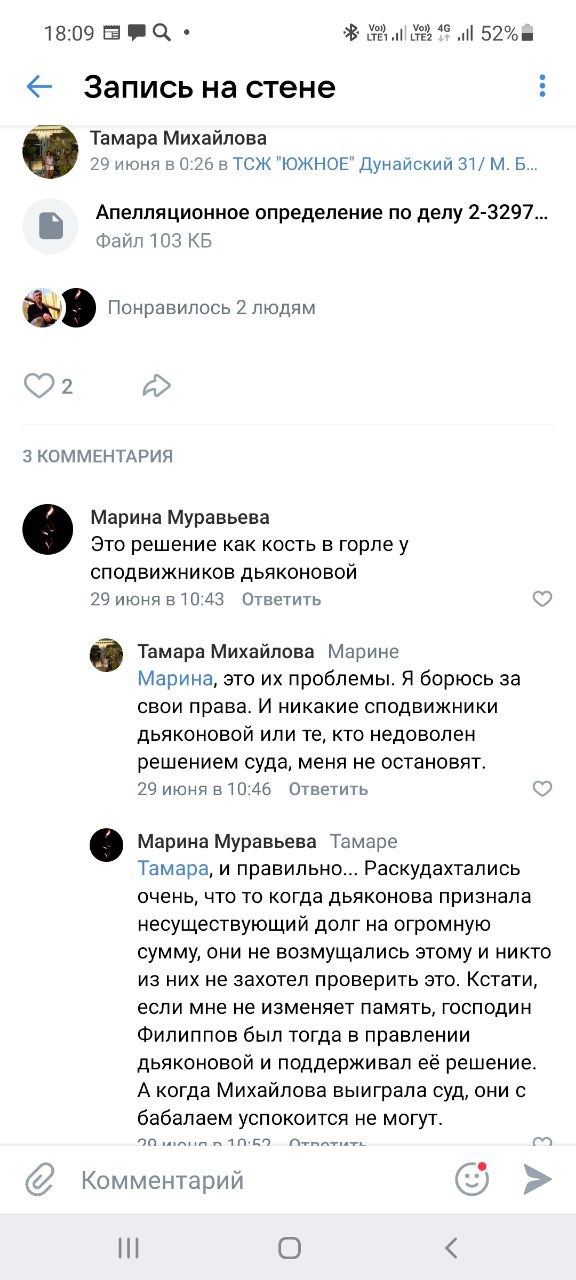 18:09
Vo)) LTE1 Vo)) LTE2 4G 52%
Запись на стене
Тамара Михайлова
29 июня в 0:26 в ТСЖ "ЮЖНОЕ" Дунайский 31/ М. Б...
Апелляционное определение по делу 2-3297...
Файл 103 КБ
Понравилось 2 людям
2
3 КОММЕНТАРИЯ
Марина Муравьева
Это решение как кость в горле у
сподвижников дьяконовой
29 июня в 10:43 Ответить
Тамара Михайлова Марине
Марина, это их проблемы. Я борюсь за
свои права. И никакие сподвижники
дьяконовой или те, кто недоволен
решением суда, меня не остановят.
29 июня в 10:46 Ответить
Марина Муравьева Тамаре
Тамара, и правильно... Раскудахтались
очень, что то когда дьяконова признала
несуществующий долг на огромную
сумму, они не возмущались этому и никто
из них не захотел проверить это. Кстати,
если мне не изменяет память, господин
Филиппов был тогда в правлении
дьяконовой и поддерживал её решение.
А когда Михайлова выиграла суд, они с
бабалаем успокоится не могут.
29 июня в 10:52 Ответить
Комментарий